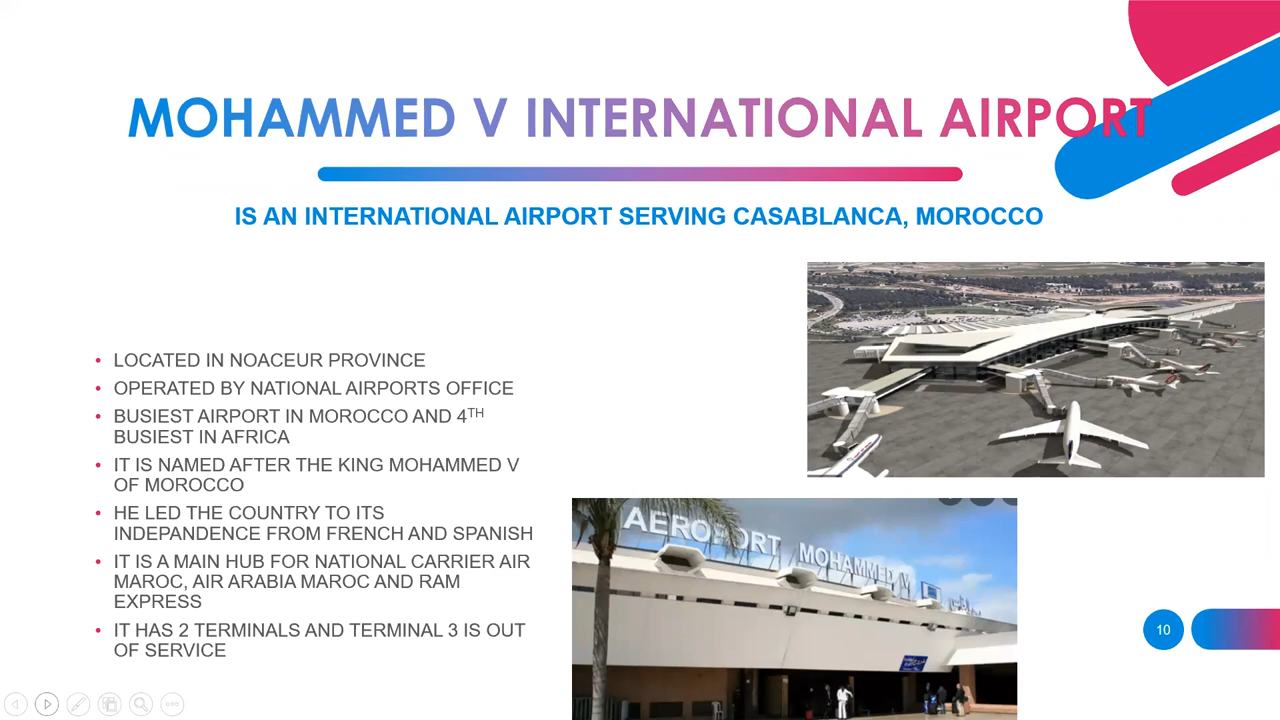 MOHAMMED V INTERNATIONAL AIRPORT
IS AN INTERNATIONAL AIRPORT SERVING CASABLANCA, MOROCCO
• LOCATED IN NOACEUR PROVINCE
• OPERATED BY NATIONAL AIRPORTS OFFICE
• BUSIEST AIRPORT IN MOROCCO AND 4TH
BUSIEST IN AFRICA
• IT IS NAMED AFTER THE KING MOHAMMED V
OF MOROCCO
• HE LED THE COUNTRY TO ITS
INDEPANDENCE FROM FRENCH AND SPANISH
• IT IS A MAIN HUB FOR NATIONAL CARRIER AIR
MAROC, AIR ARABIA MAROC AND RAM
EXPRESS
• IT HAS 2 TERMINALS AND TERMINAL 3 IS OUT
OF SERVICE
AEROPORT MOHAMMED V
10